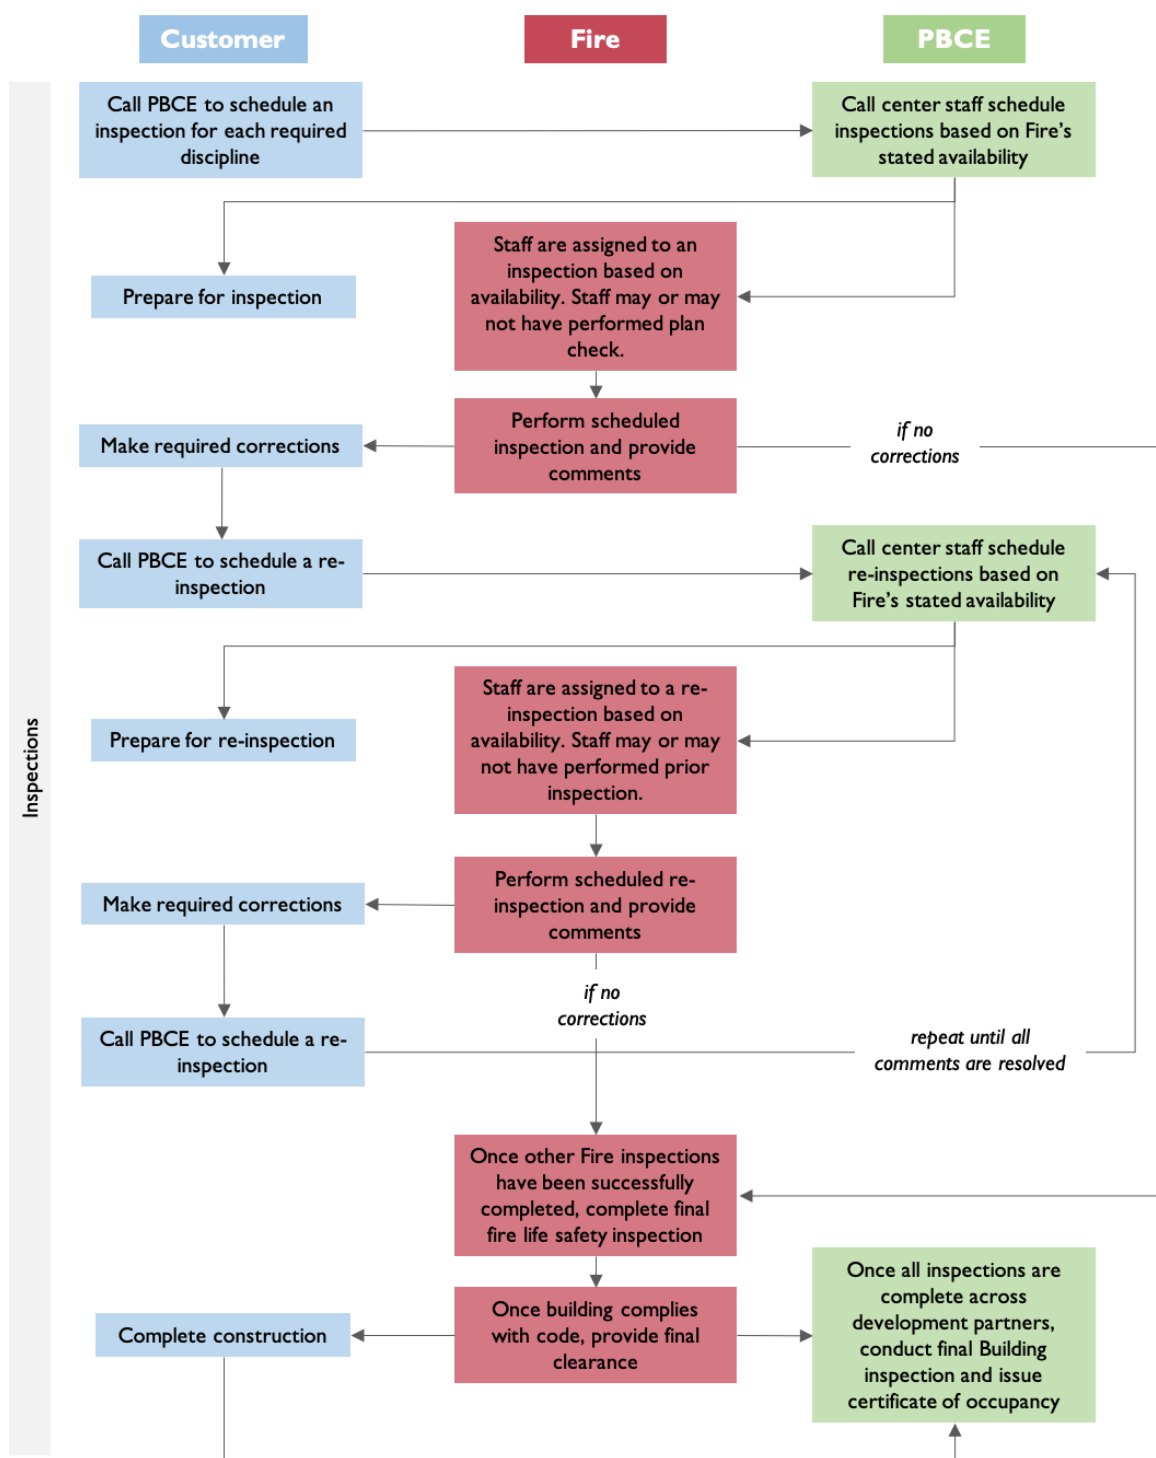 Customer
Fire
PBCE
Inspections
Call PBCE to schedule an
inspection for each required
discipline
Call center staff schedule
inspections based on Fire's
stated availability
Prepare for inspection
Staff are assigned to an
inspection based on
availability. Staff may or may
not have performed plan
check.
Make required corrections
Perform scheduled
inspection and provide
comments
if no
corrections
Call PBCE to schedule a re-
inspection
Call center staff schedule
re-inspections based on
Fire's stated availability
Prepare for re-inspection
Staff are assigned to a re-
inspection based on
availability. Staff may or may
not have performed prior
inspection.
Make required corrections
Perform scheduled re-
inspection and provide
comments
if no
corrections
Call PBCE to schedule a re-
inspection
repeat until all
comments are resolved
Once other Fire inspections
have been successfully
completed, complete final
fire life safety inspection
Complete construction
Once building complies
with code, provide final
clearance
Once all inspections are
complete across
development partners,
conduct final Building
inspection and issue
certificate of occupancy